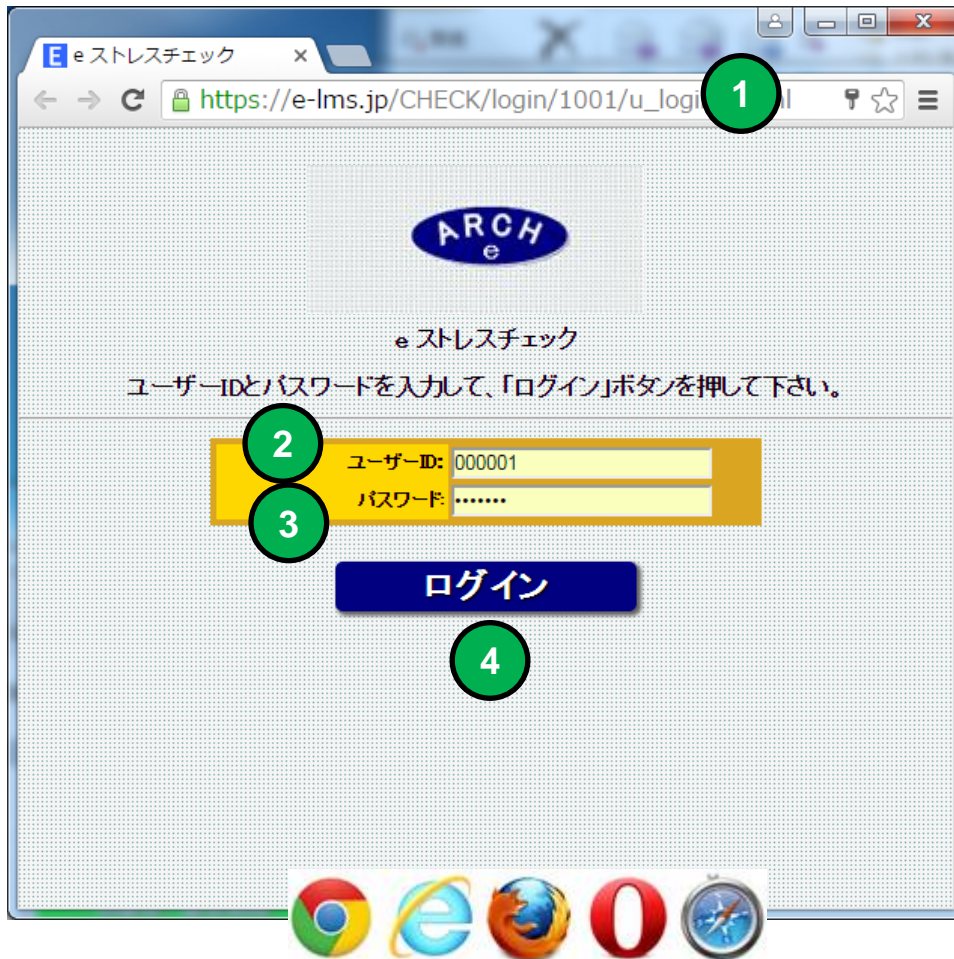 E e ストレスチェック
1
https://e-lms.jp/CHECK/login/1001/u_logi
ARCH
e
e ストレスチェック
ユーザーIDとパスワードを入力して、「ログイン」ボタンを押して下さい。
2
ユーザーID: 000001
パスワード: •••••••
3
ログイン
4